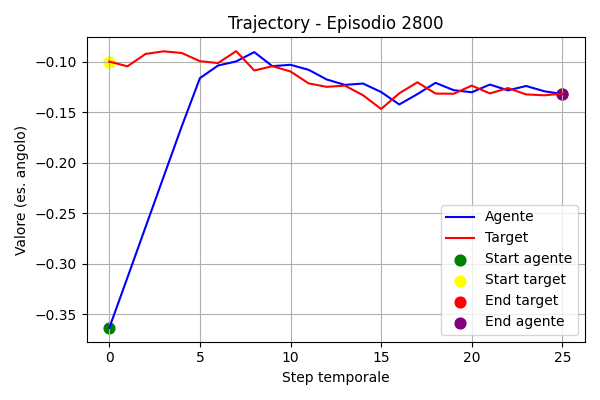 Trajectory - Episodio 2800
Valore (es. angolo)
−0.10
−0.15
−0.20
−0.25
−0.30
−0.35
Agente
Target
Start agente
Start target
End target
End agente
0 5 10 15 20 25
Step temporale